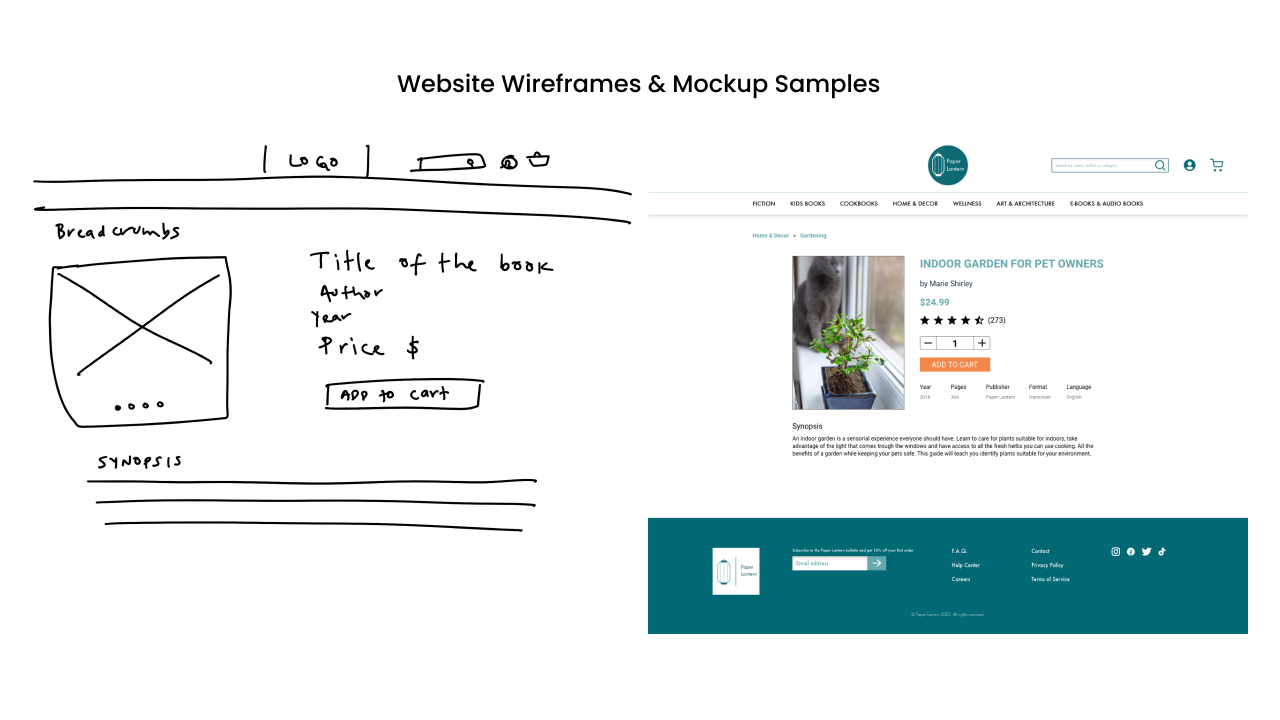 Website Wireframes & Mockup Samples
LOGO
Breadcrumbs
Title of the book
Author
Year
Price $
ADD to cart
SYNOPSIS
Paper
Lantern
Search by name, author or category
FICTION KIDS BOOKS COOKBOOKS HOME & DECOR WELLNESS ART & ARCHITECTURE E-BOOKS & AUDIO BOOKS
Home & Decor > Gardening
INDOOR GARDEN FOR PET OWNERS
by Marie Shirley
$24.99
(273)
1
ADD TO CART
Year Pages Publisher Format Language
2018 304 Paper Lantern Hardcover English
Synopsis
An indoor garden is a sensorial experience everyone should have. Learn to care for plants suitable for indoors, take
advantage of the light that comes trough the windows and have access to all the fresh herbs you can use cooking. All the
benefits of a garden while keeping your pets safe. This guide will teach you identify plants suitable for your environment.
Paper
Lantern
Subscribe to the Paper Lantern bulletin and get 10% off your first order
Email address
F.A.Q.
Help Center
Careers
Contact
Privacy Policy
Terms of Service
© Paper Lantern 2022. All rights reserved.